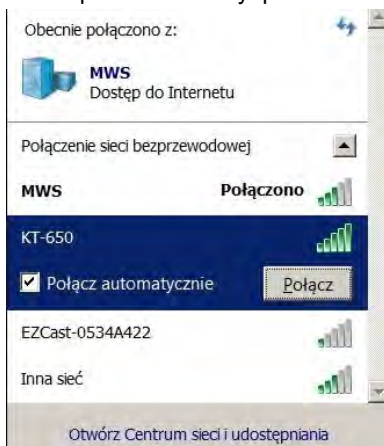 Obecnie połączono z:
MWS
Dostęp do Internetu
Połączenie sieci bezprzewodowej
MWS Połączono
KT-650
Połącz automatycznie Połącz
EZCast-0534A422
Inna sieć
Otwórz Centrum sieci i udostępniania